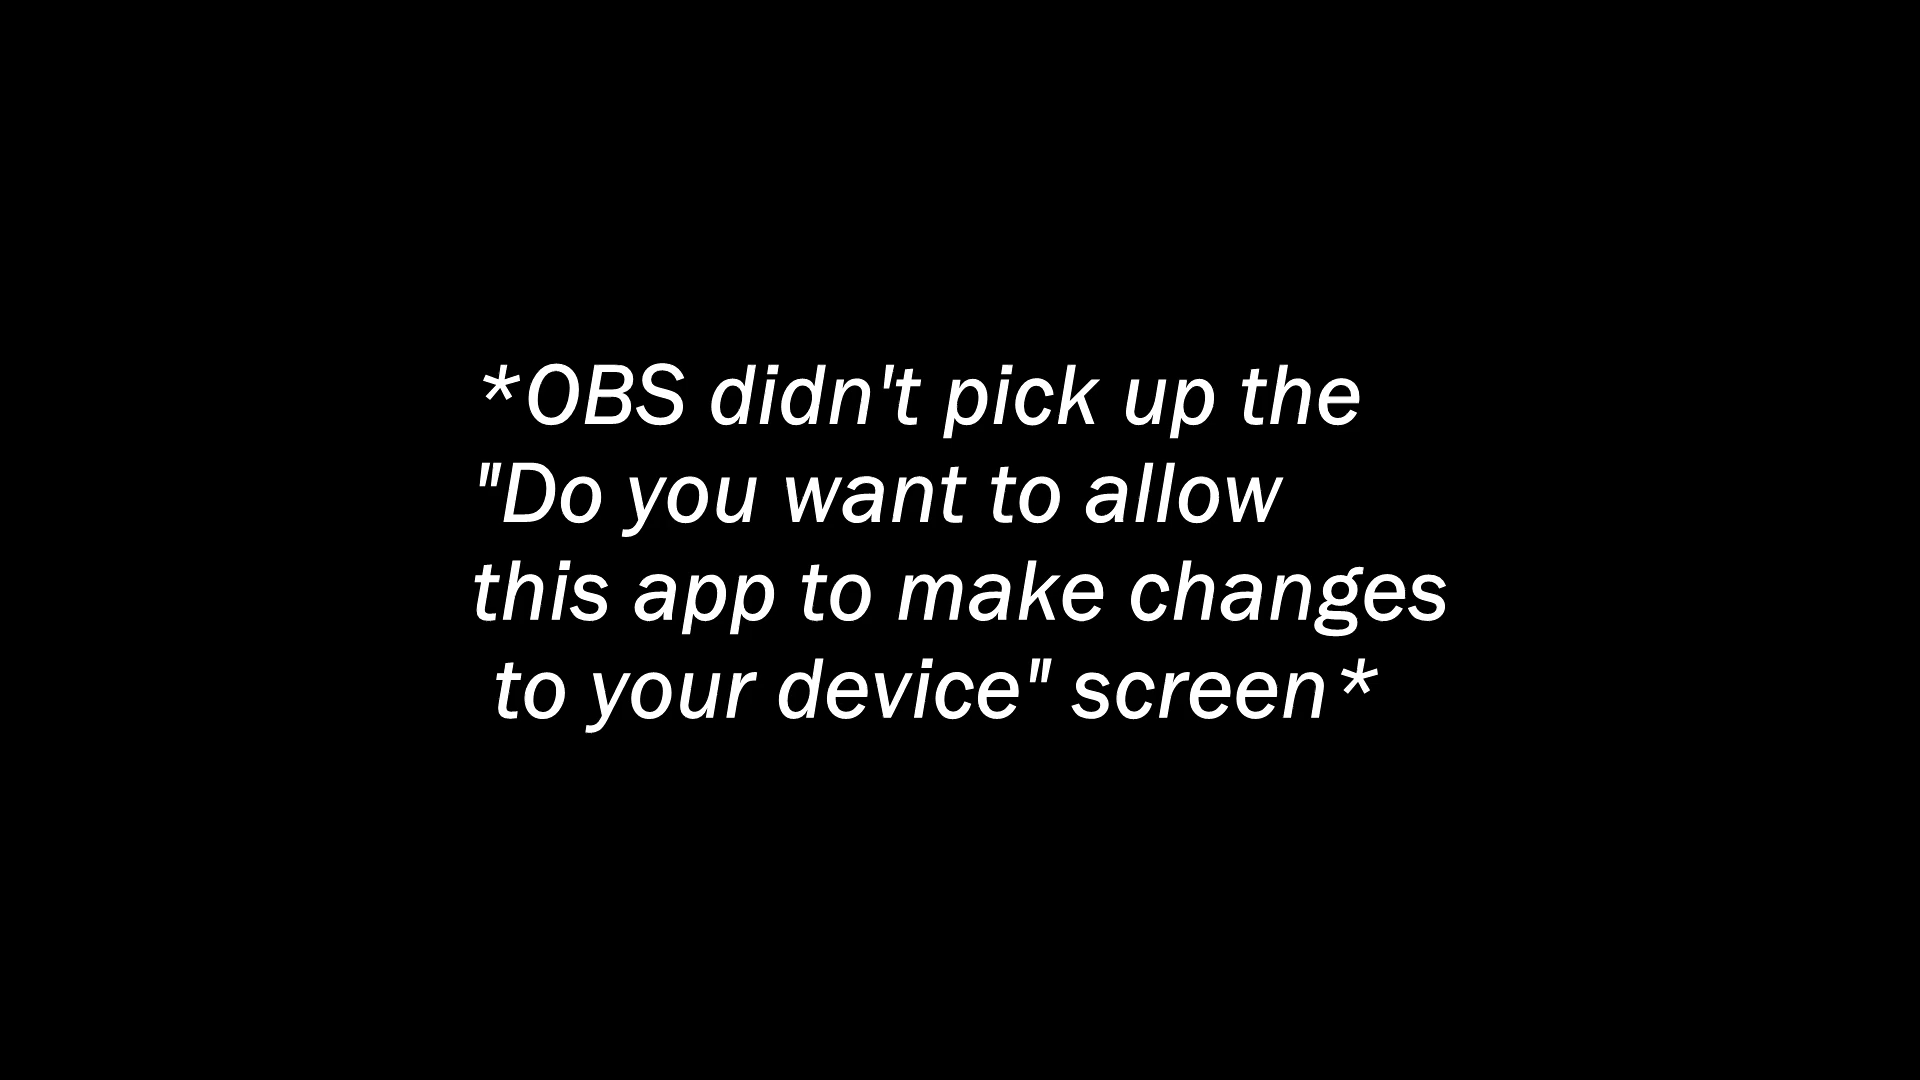 *OBS didn't pick up the
"Do you want to allow
this app to make changes
to your device" screen*